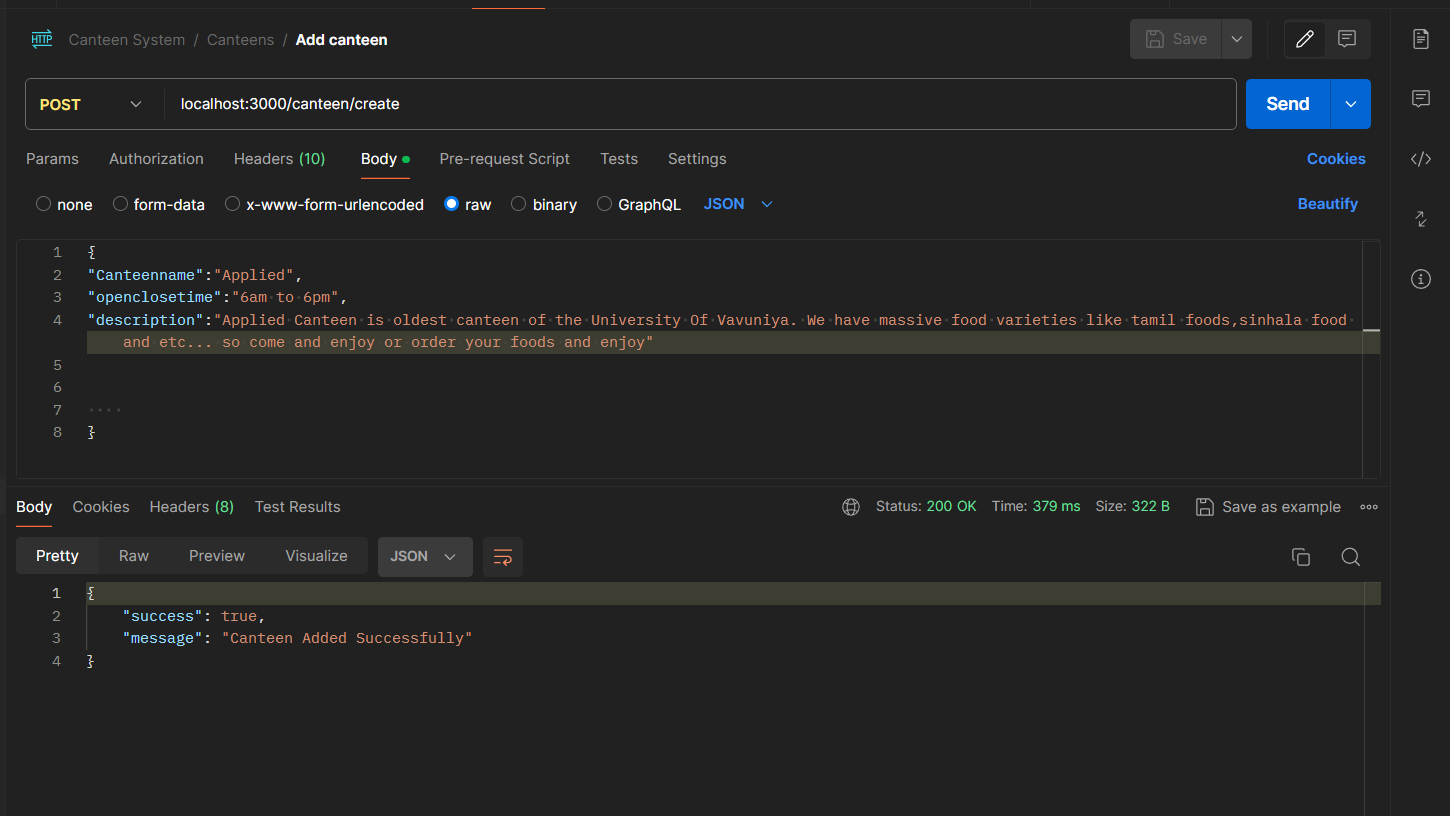 HTTP Canteen System / Canteens / Add canteen Save
POST localhost:3000/canteen/create Send
Params Authorization Headers (10) Body Pre-request Script Tests Settings Cookies
none form-data x-www-form-urlencoded raw binary GraphQL JSON Beautify
1 {
2 "Canteenname":"Applied",
3 "openclosetime":"6am to 6pm",
4 "description":"Applied Canteen is oldest canteen of the University Of Vavuniya. We have massive food varieties like tamil foods,sinhala food
and etc... so come and enjoy or order your foods and enjoy"
5
6
7
8 }
Body Cookies Headers (8) Test Results Status: 200 OK Time: 379 ms Size: 322 B Save as example
Pretty Raw Preview Visualize JSON
1 {
2 "success": true,
3 "message": "Canteen Added Successfully"
4 }